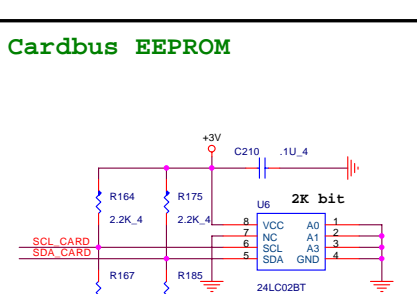 Cardbus EEPROM
+3V
C210 .1U_4
R164 R175
2.2K_4 2.2K_4
U6 2K bit
8 VCC A0 1
7 NC A1 2
SCL_CARD 6 SCL A3 3
SDA_CARD 5 SDA GND 4
R167 R185
24LC02BT